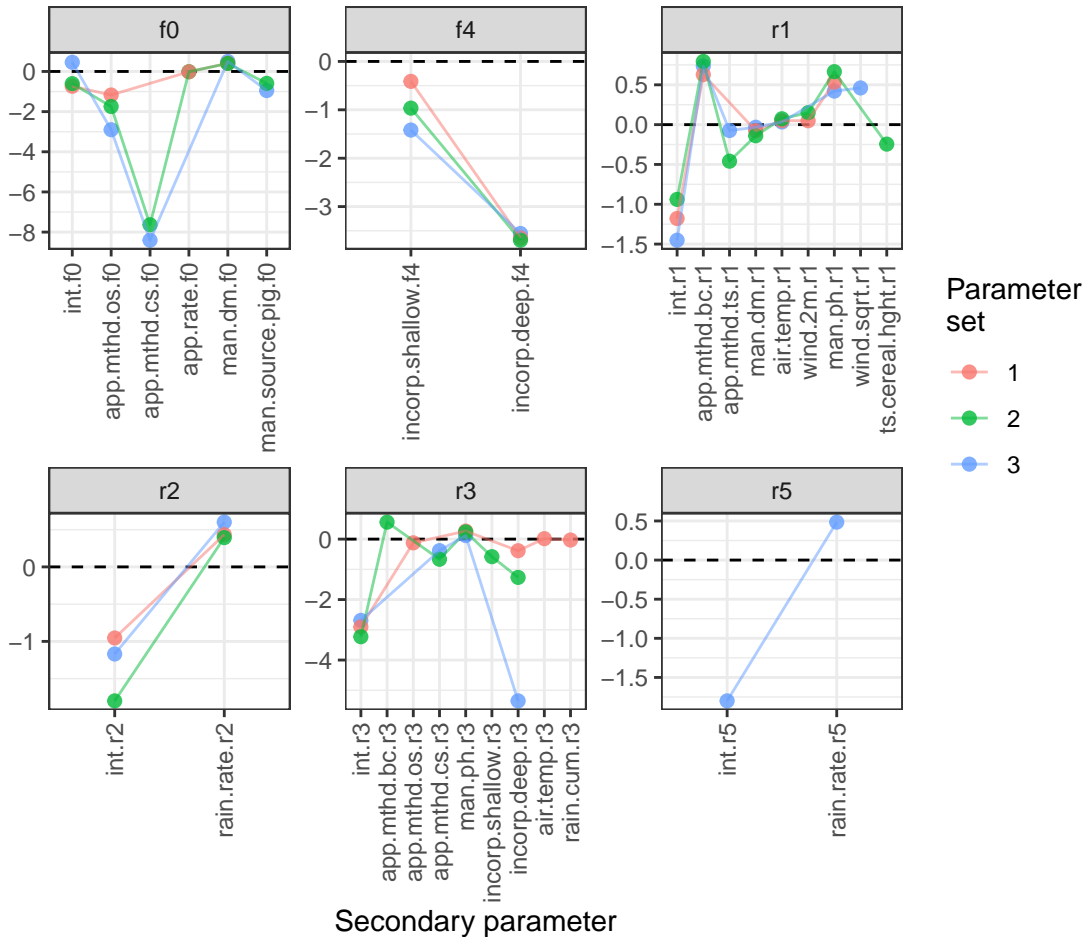 f0
f4
r1
0
−2
−4
−6
−8
0
−1
−2
−3
0.5
0.0
−0.5
−1.0
−1.5
int.f0
app.mthd.os.f0
app.mthd.cs.f0
app.rate.f0
man.dm.f0
man.source.pig.f0
incorp.shallow.f4
incorp.deep.f4
int.r1
app.mthd.bc.r1
app.mthd.ts.r1
man.dm.r1
air.temp.r1
wind.2m.r1
man.ph.r1
wind.sqrt.r1
ts.cereal.hght.r1
Parameter
set
1
2
3
r2
r3
r5
0
−1
0
−2
−4
0.5
0.0
−0.5
−1.0
−1.5
int.r2
rain.rate.r2
int.r3
app.mthd.bc.r3
app.mthd.os.r3
app.mthd.cs.r3
man.ph.r3
incorp.shallow.r3
incorp.deep.r3
air.temp.r3
rain.cum.r3
int.r5
rain.rate.r5
Secondary parameter